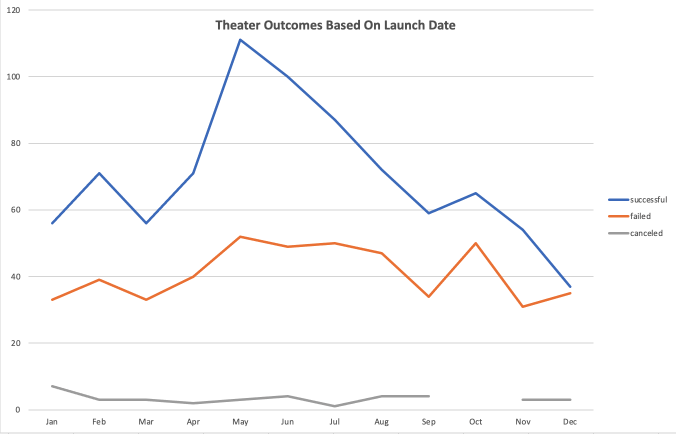 Theater Outcomes Based On Launch Date
120
100
80
60
40
20
0
Jan Feb Mar Apr May Jun Jul Aug Sep Oct Nov Dec
successful
failed
canceled